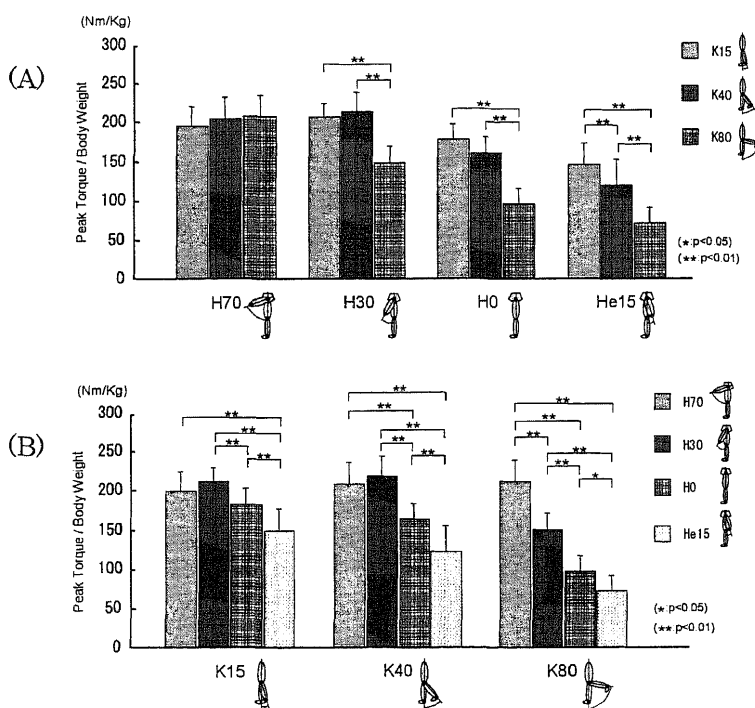 (A)
(Nm/Kg)
Peak Torque / Body Weight
300
250
200
150
100
50
0
**
**
**
**
**
**
**
K15
K40
K80
(*:p<0.05)
(**:p<0.01)
H70
H30
H0
He15
(B)
(Nm/Kg)
Peak Torque / Body Weight
300
250
200
150
100
50
0
**
**
**
**
**
**
**
**
**
**
**
**
**
**
*
H70
H30
H0
He15
(*:p<0.05)
(**:p<0.01)
K15
K40
K80